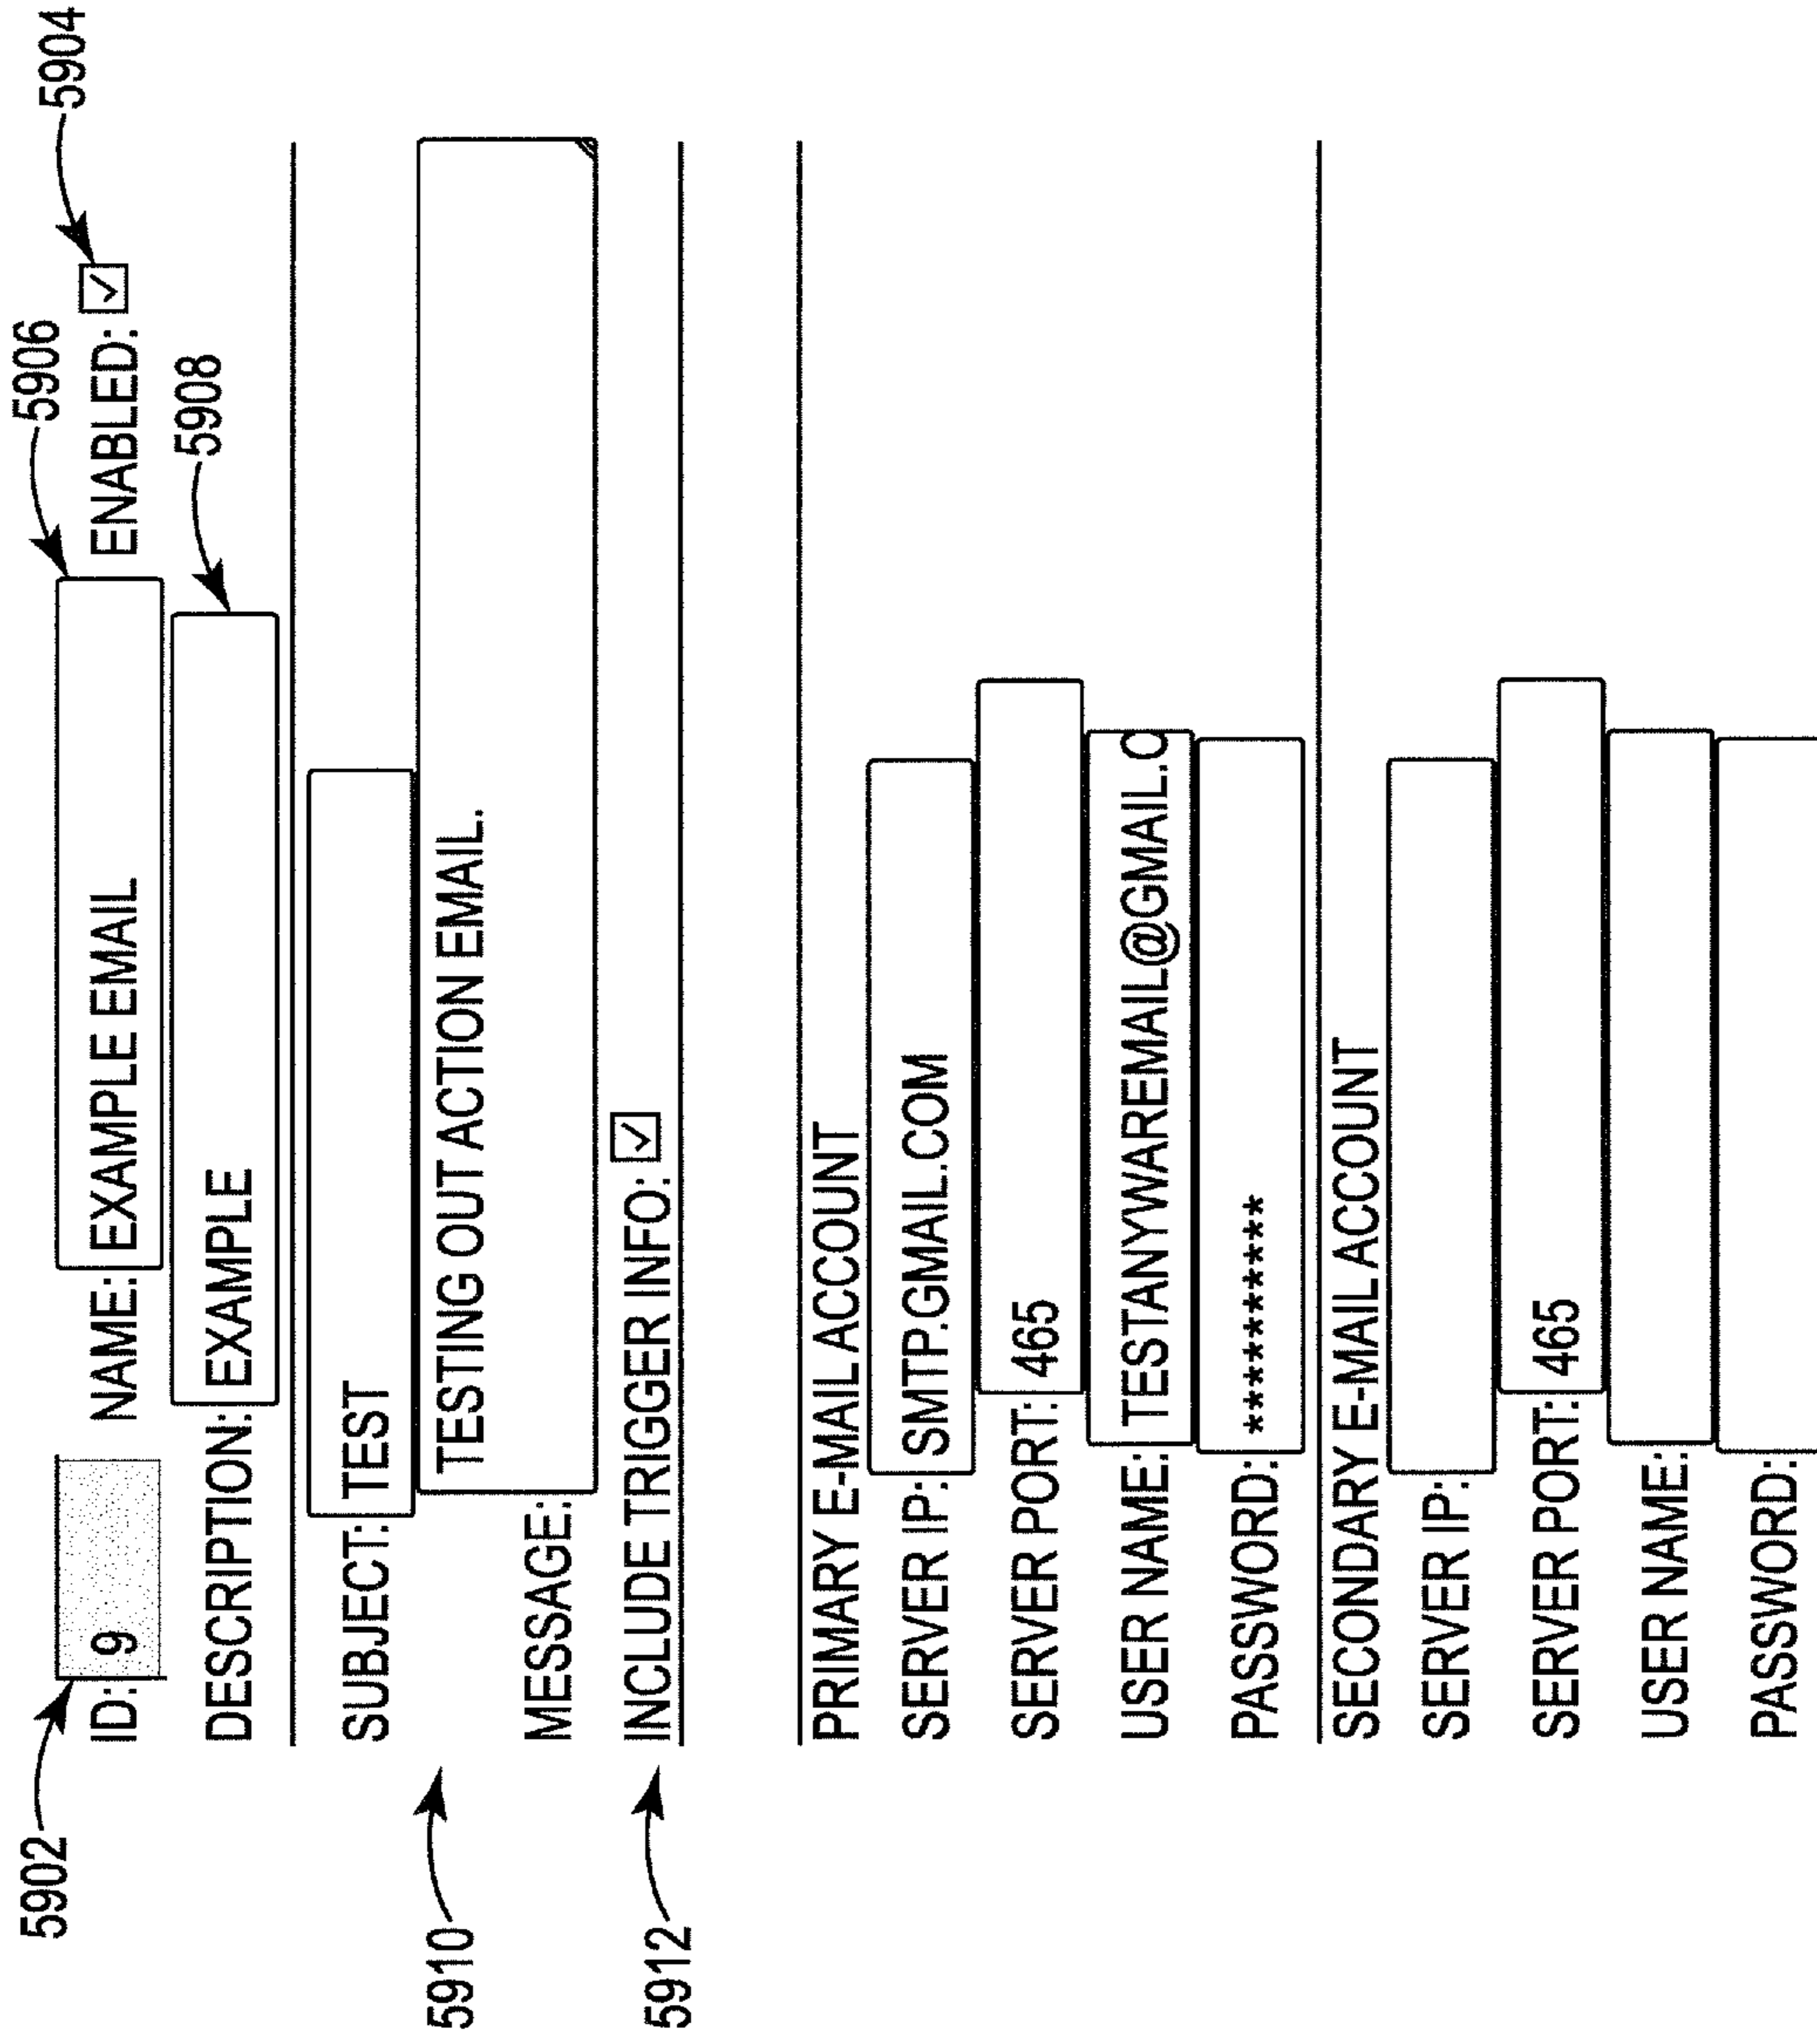 5902 5906 5904
ID: 9 NAME: EXAMPLE EMAIL ENABLED:
5908
DESCRIPTION: EXAMPLE
5910
SUBJECT: TEST
MESSAGE: TESTING OUT ACTION EMAIL.
5912
INCLUDE TRIGGER INFO:
PRIMARY E-MAIL ACCOUNT
SERVER IP: SMTP.GMAIL.COM
SERVER PORT: 465
USER NAME: TESTANYWAREMAIL@GMAIL.C
PASSWORD: *********
SECONDARY E-MAIL ACCOUNT
SERVER IP:
SERVER PORT: 465
USER NAME:
PASSWORD: